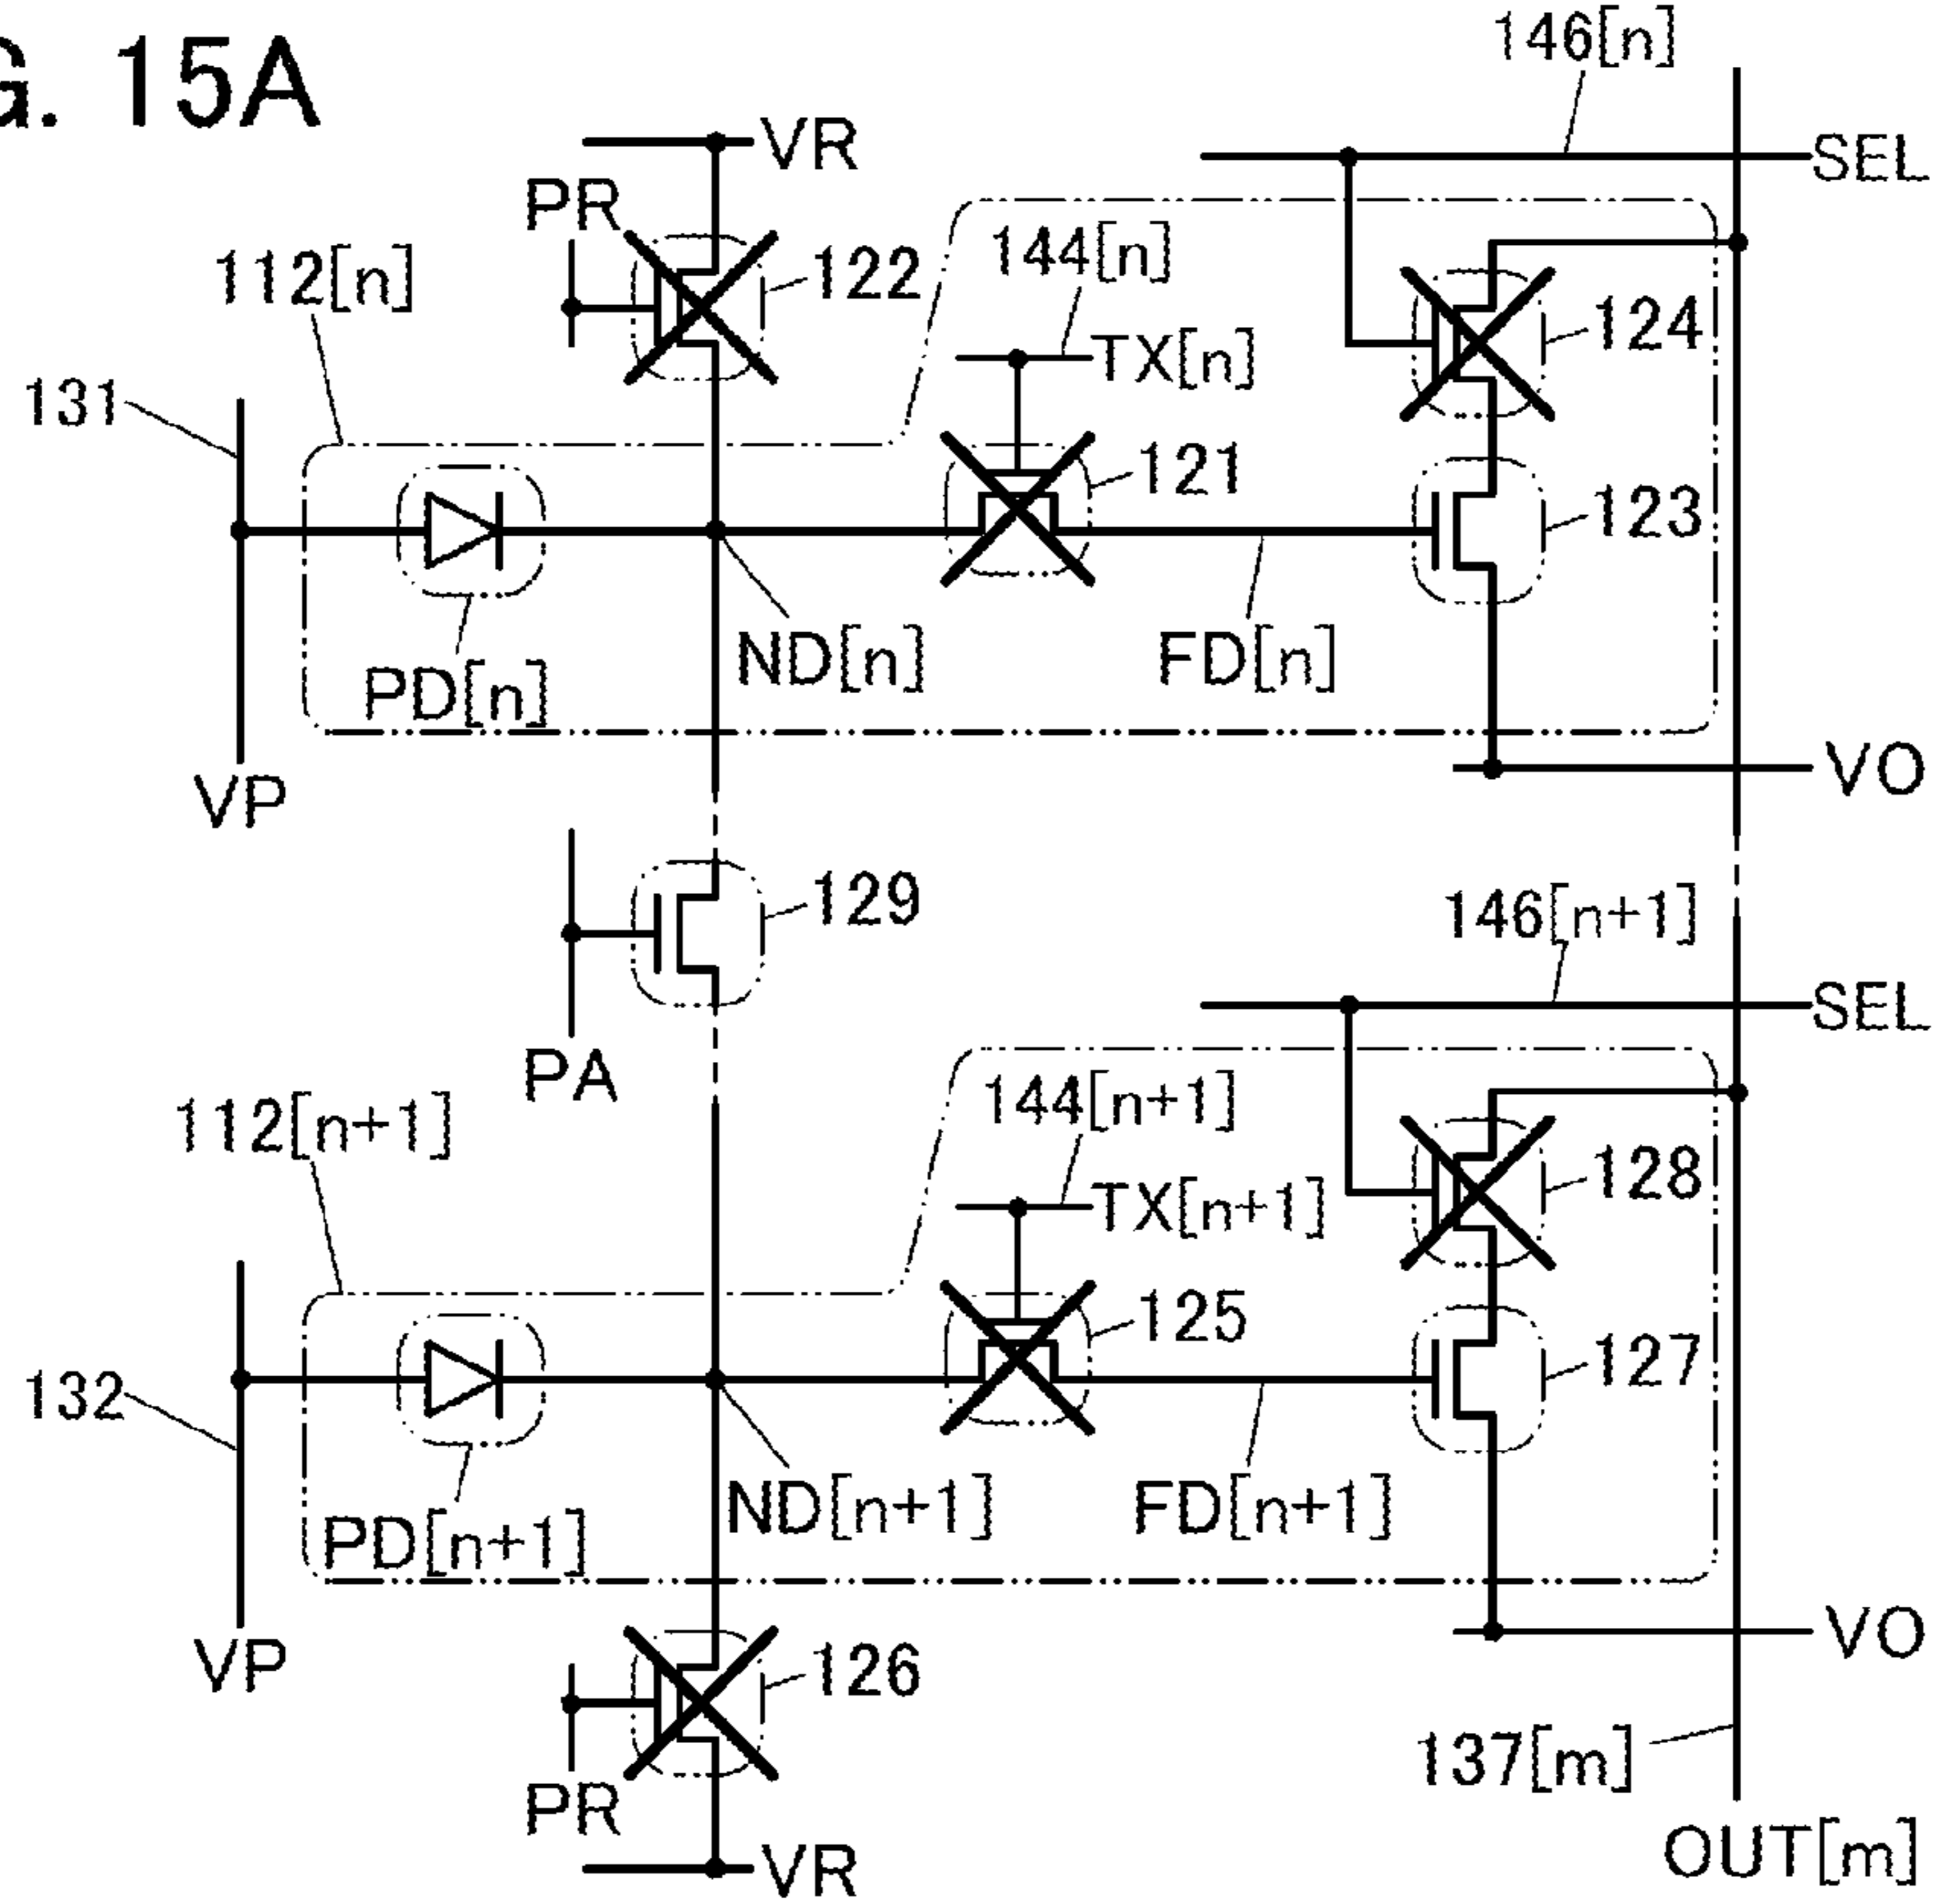 G. 15A
146[n]
VR
SEL
PR
112[n]
122
144[n]
124
TX[n]
131
121
123
ND[n]
FD[n]
PD[n]
VP
VO
129
146[n+1]
SEL
PA
112[n+1]
144[n+1]
128
TX[n+1]
125
127
132
ND[n+1]
FD[n+1]
PD[n+1]
VP
126
VO
137[m]
PR
VR
OUT[m]